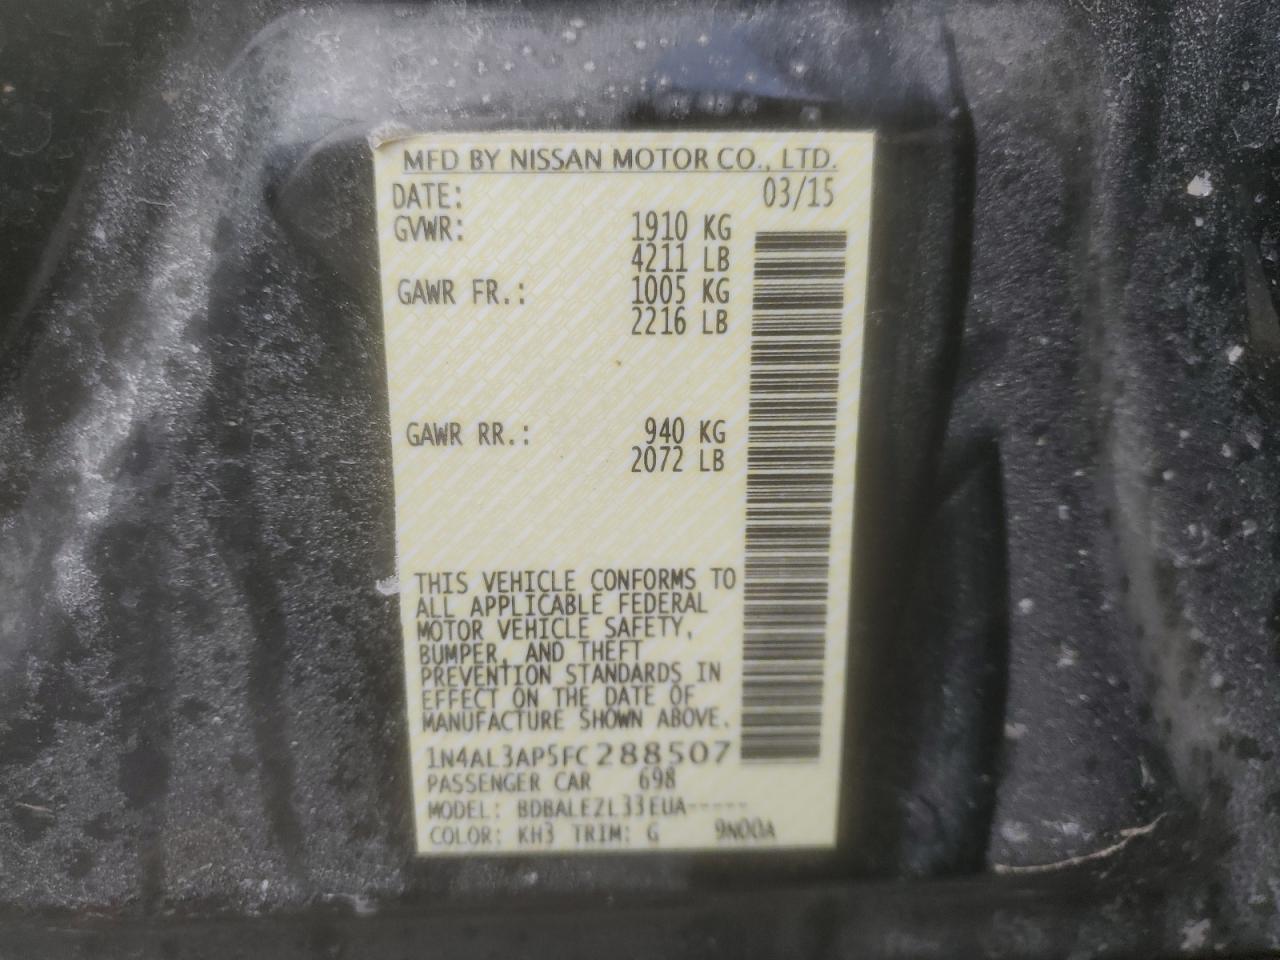 MFD BY NISSAN MOTOR CO., LTD.
DATE: 03/15
GVWR: 1910 KG
4211 LB
GAWR FR.: 1005 KG
2216 LB
GAWR RR.: 940 KG
2072 LB
THIS VEHICLE CONFORMS TO
ALL APPLICABLE FEDERAL
MOTOR VEHICLE SAFETY,
BUMPER, AND THEFT
PREVENTION STANDARDS IN
EFFECT ON THE DATE OF
MANUFACTURE SHOWN ABOVE.
1N4AL3AP5FC288507
PASSENGER CAR 698
MODEL: BDBALEZL33EUA-----
COLOR: KH3 TRIM: G 9N00A